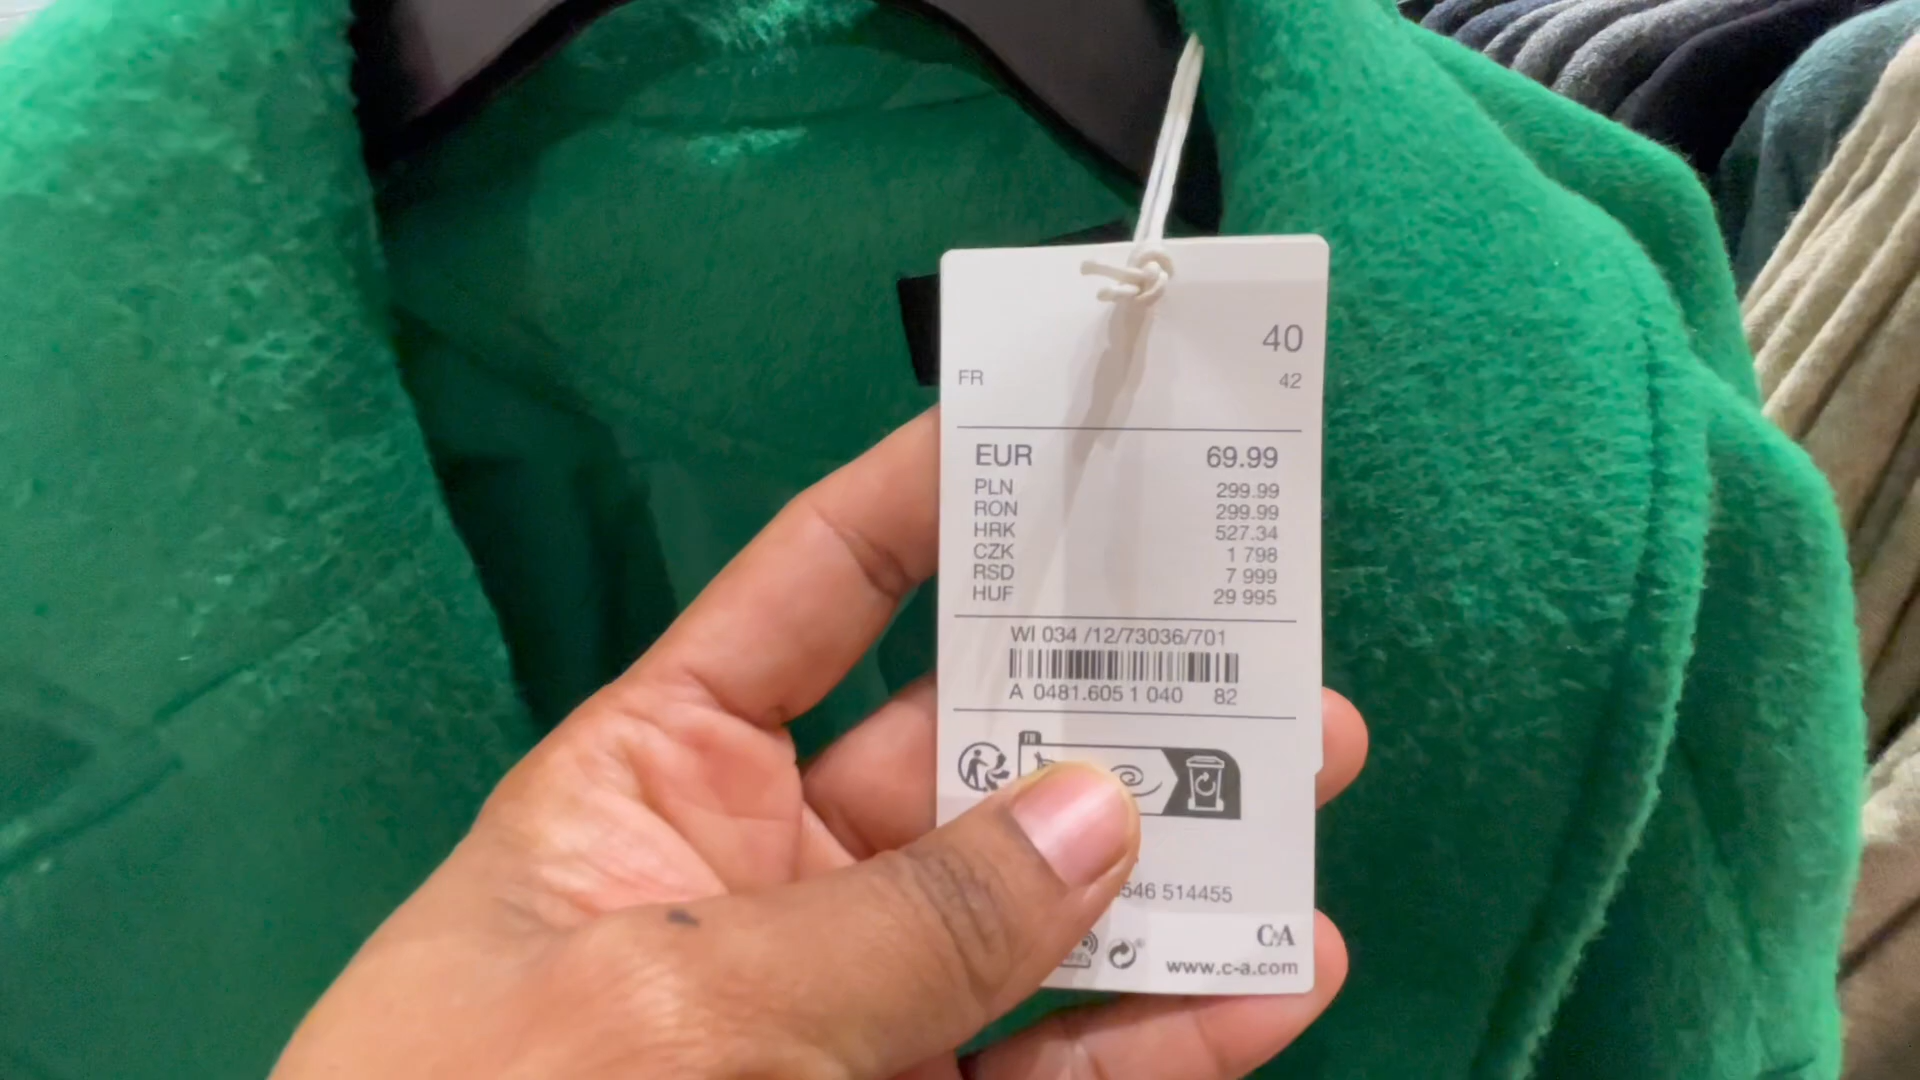 40
FR 42
EUR 69.99
PLN 299.99
RON 299.99
HRK 527.34
CZK 1 798
RSD 7 999
HUF 29 995
WI 034 /12/73036/701
A 0481.605 1 040 82
FR
546 514455
C&A
www.c-a.com